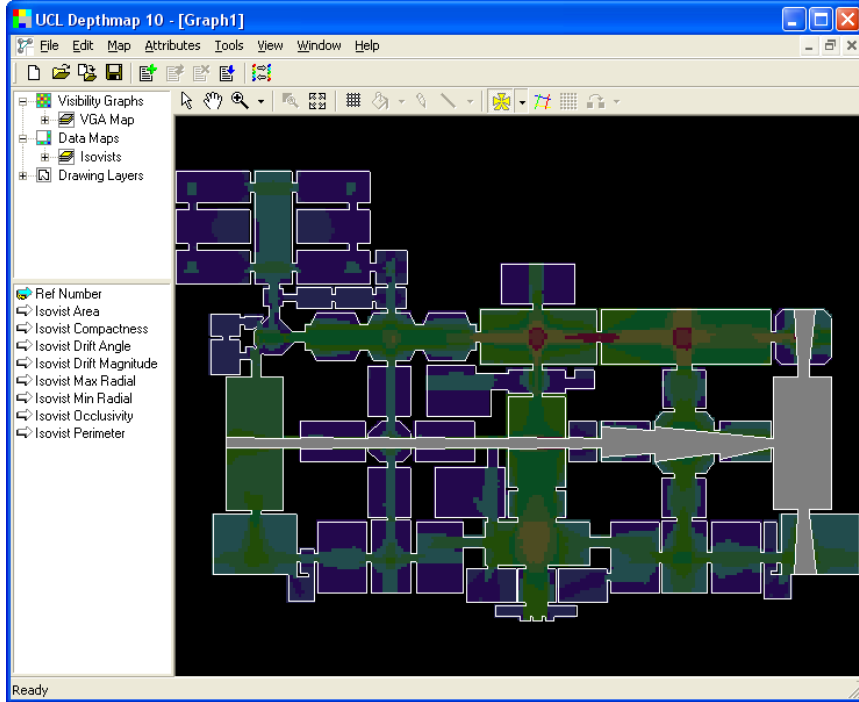 UCL Depthmap 10 - [Graph1]
File Edit Map Attributes Tools View Window Help
Visibility Graphs
VGA Map
Data Maps
Isovists
Drawing Layers
Ref Number
Isovist Area
Isovist Compactness
Isovist Drift Angle
Isovist Drift Magnitude
Isovist Max Radial
Isovist Min Radial
Isovist Occlusivity
Isovist Perimeter
Ready